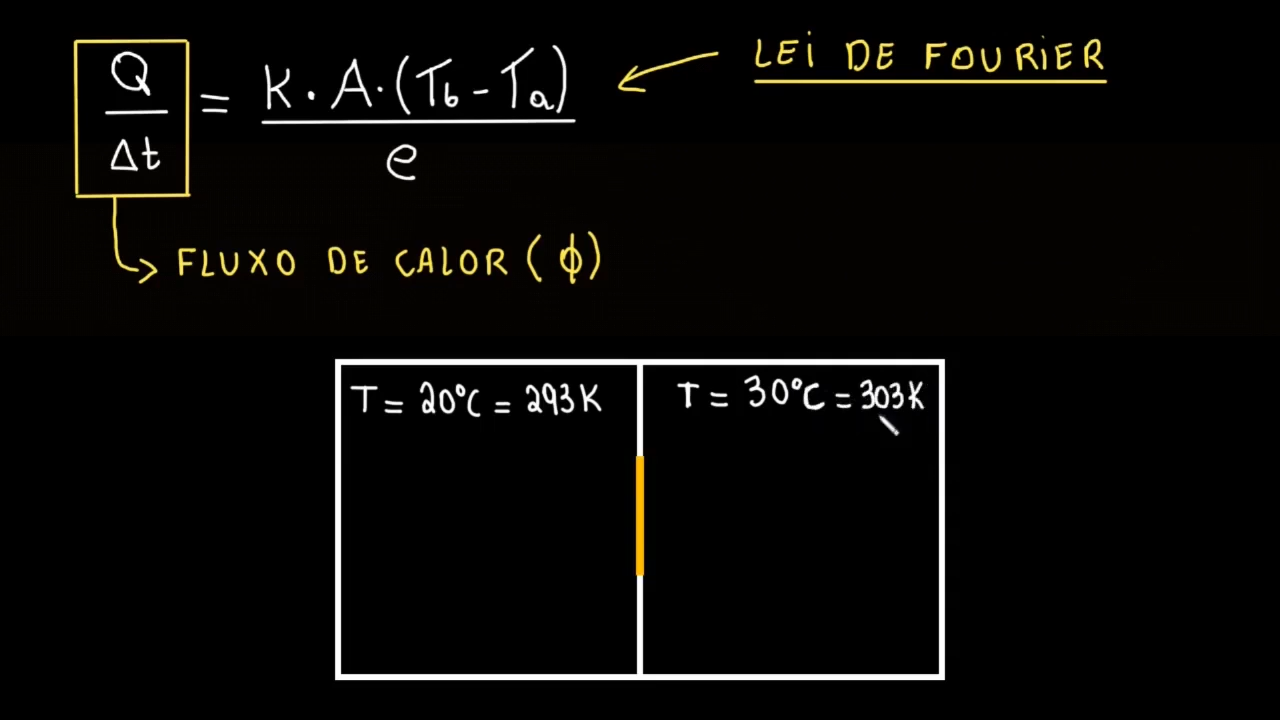 LEI DE FOURIER
Q/Δt = K·A·(Tb - Ta)/e
FLUXO DE CALOR (ϕ)
T = 20°C = 293K
T = 30°C = 303K